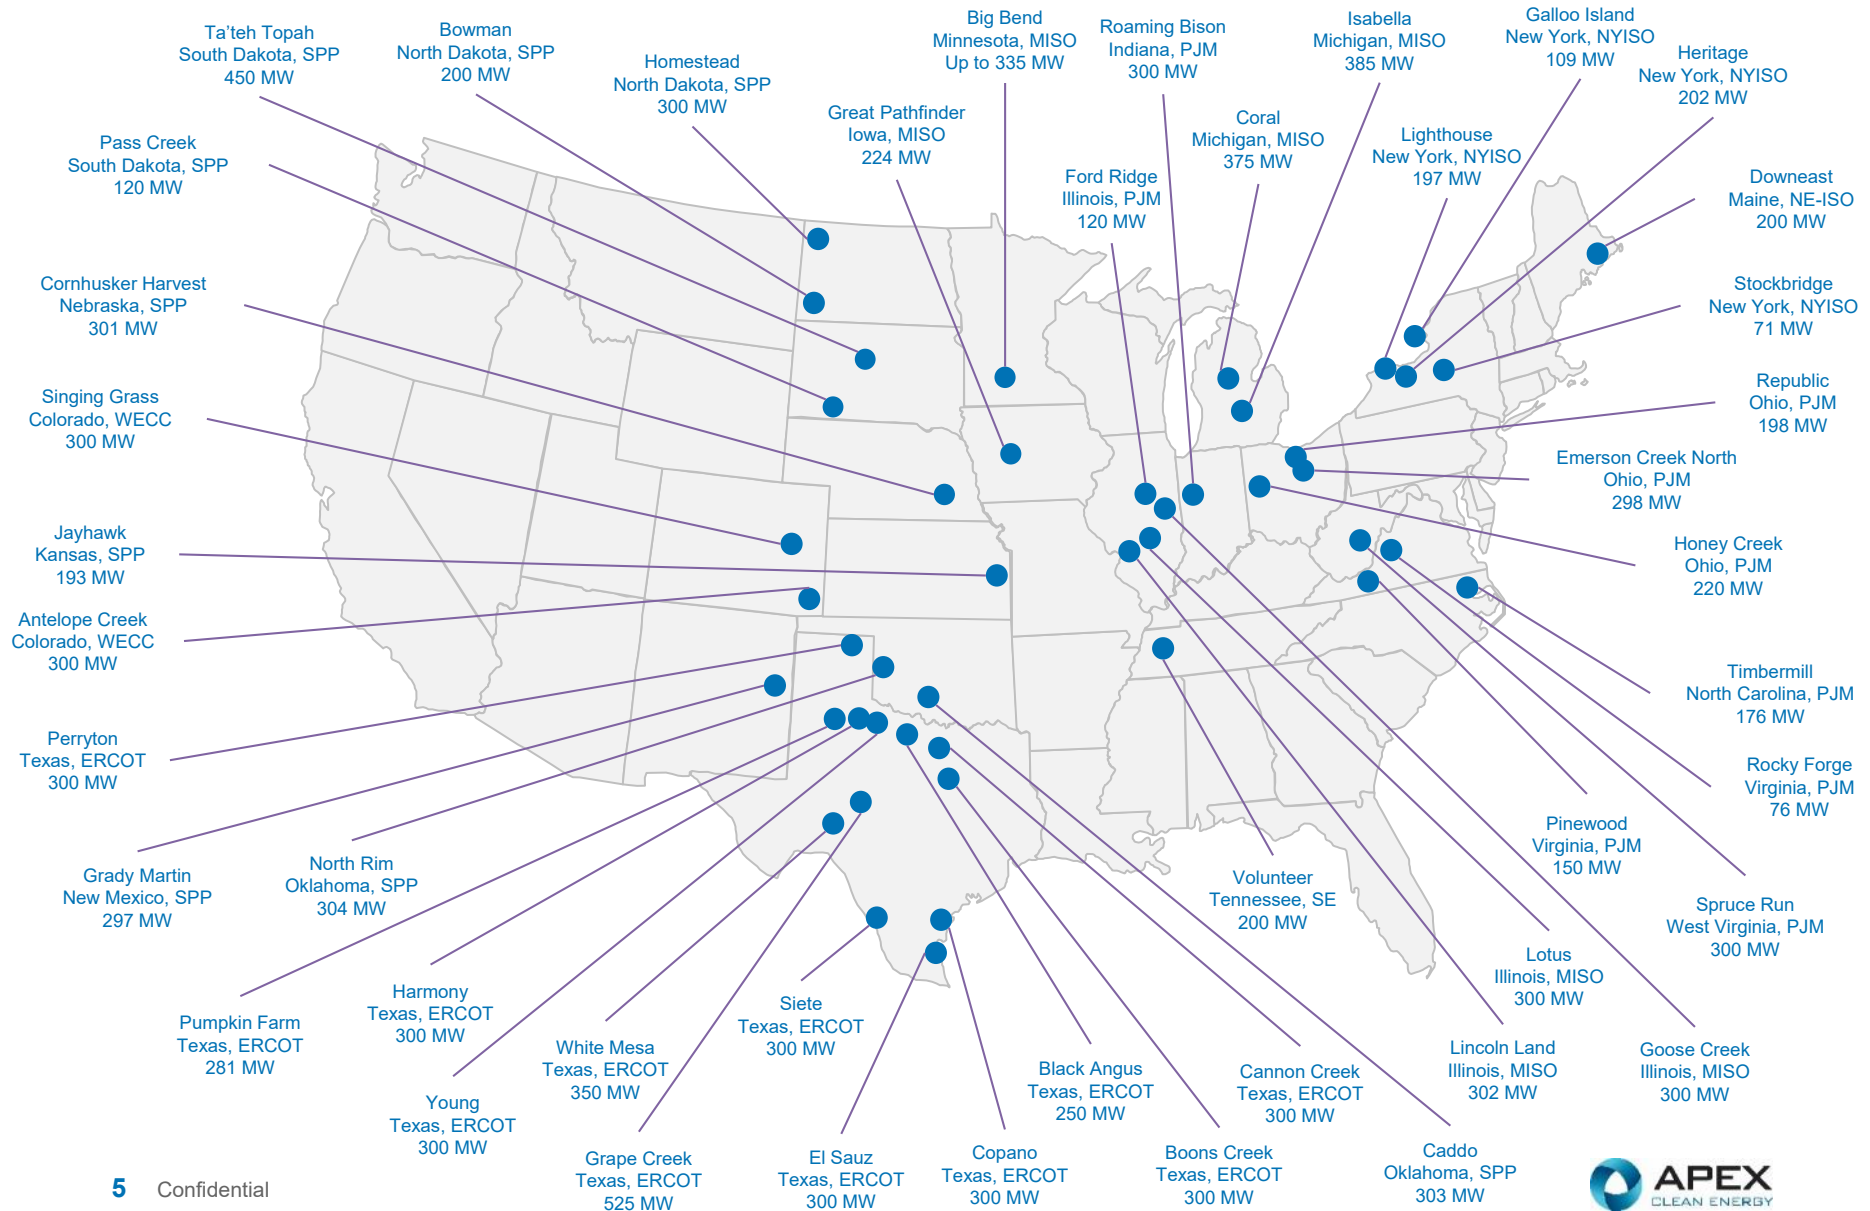 Ta'teh Topah
South Dakota, SPP
450 MW
Bowman
North Dakota, SPP
200 MW
Homestead
North Dakota, SPP
300 MW
Great Pathfinder
Iowa, MISO
224 MW
Big Bend
Minnesota, MISO
Up to 335 MW
Roaming Bison
Indiana, PJM
300 MW
Ford Ridge
Illinois, PJM
120 MW
Coral
Michigan, MISO
375 MW
Isabella
Michigan, MISO
385 MW
Lighthouse
New York, NYISO
197 MW
Galloo Island
New York, NYISO
109 MW
Heritage
New York, NYISO
202 MW
Downeast
Maine, NE-ISO
200 MW
Stockbridge
New York, NYISO
71 MW
Republic
Ohio, PJM
198 MW
Emerson Creek North
Ohio, PJM
298 MW
Honey Creek
Ohio, PJM
220 MW
Timbermill
North Carolina, PJM
176 MW
Rocky Forge
Virginia, PJM
76 MW
Pinewood
Virginia, PJM
150 MW
Spruce Run
West Virginia, PJM
300 MW
Lotus
Illinois, MISO
300 MW
Goose Creek
Illinois, MISO
300 MW
Lincoln Land
Illinois, MISO
302 MW
Volunteer
Tennessee, SE
200 MW
Pass Creek
South Dakota, SPP
120 MW
Cornhusker Harvest
Nebraska, SPP
301 MW
Singing Grass
Colorado, WECC
300 MW
Jayhawk
Kansas, SPP
193 MW
Antelope Creek
Colorado, WECC
300 MW
Perryton
Texas, ERCOT
300 MW
Grady Martin
New Mexico, SPP
297 MW
North Rim
Oklahoma, SPP
304 MW
Pumpkin Farm
Texas, ERCOT
281 MW
Harmony
Texas, ERCOT
300 MW
Young
Texas, ERCOT
300 MW
White Mesa
Texas, ERCOT
350 MW
Grape Creek
Texas, ERCOT
525 MW
Siete
Texas, ERCOT
300 MW
El Sauz
Texas, ERCOT
300 MW
Copano
Texas, ERCOT
300 MW
Black Angus
Texas, ERCOT
250 MW
Boons Creek
Texas, ERCOT
300 MW
Cannon Creek
Texas, ERCOT
300 MW
Caddo
Oklahoma, SPP
303 MW
5 Confidential
APEX
CLEAN ENERGY